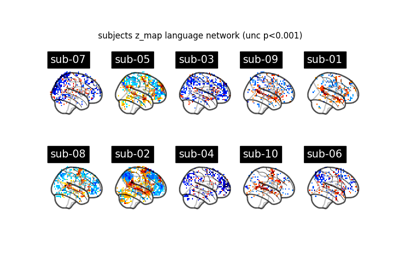 subjects z_map language network (unc p<0.001)
sub-07 sub-05 sub-03 sub-09 sub-01
sub-08 sub-02 sub-04 sub-10 sub-06